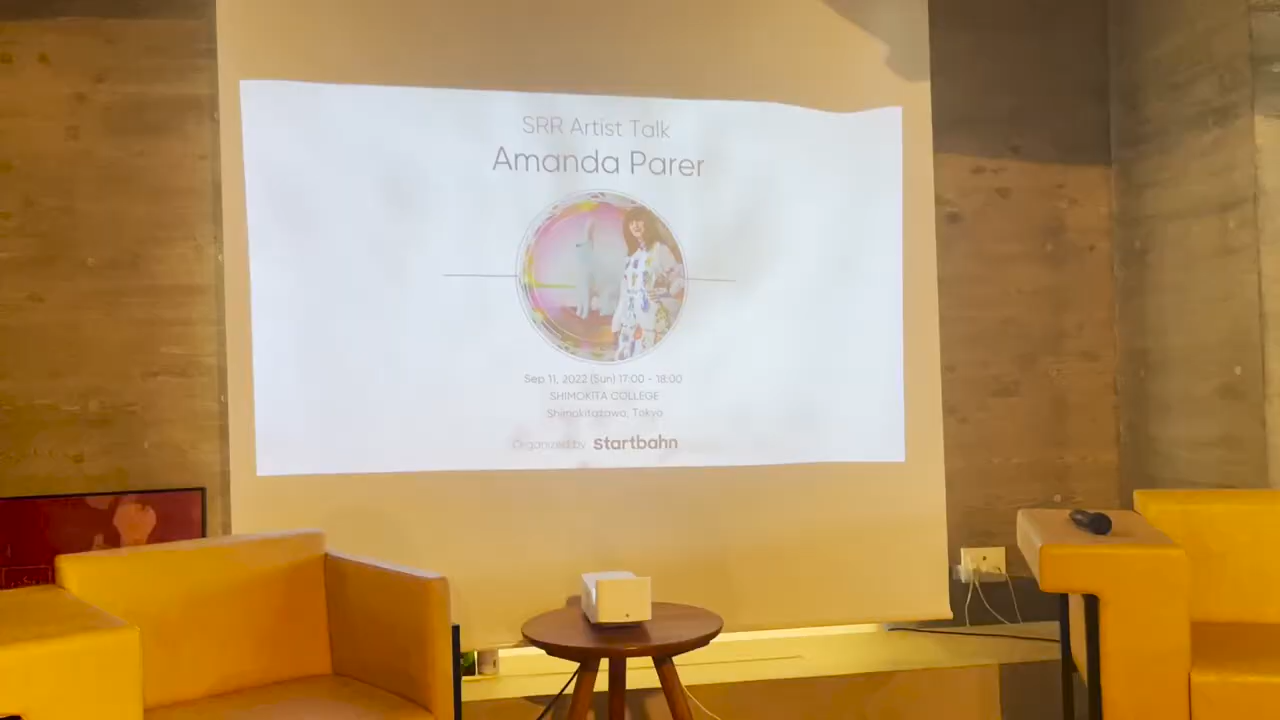 SRR Artist Talk
Amanda Parer
Sep 11, 2022 (Sun) 17:00 - 18:00
SHIMOKITA COLLEGE
Shimokitazawa, Tokyo
Organized by startbahn